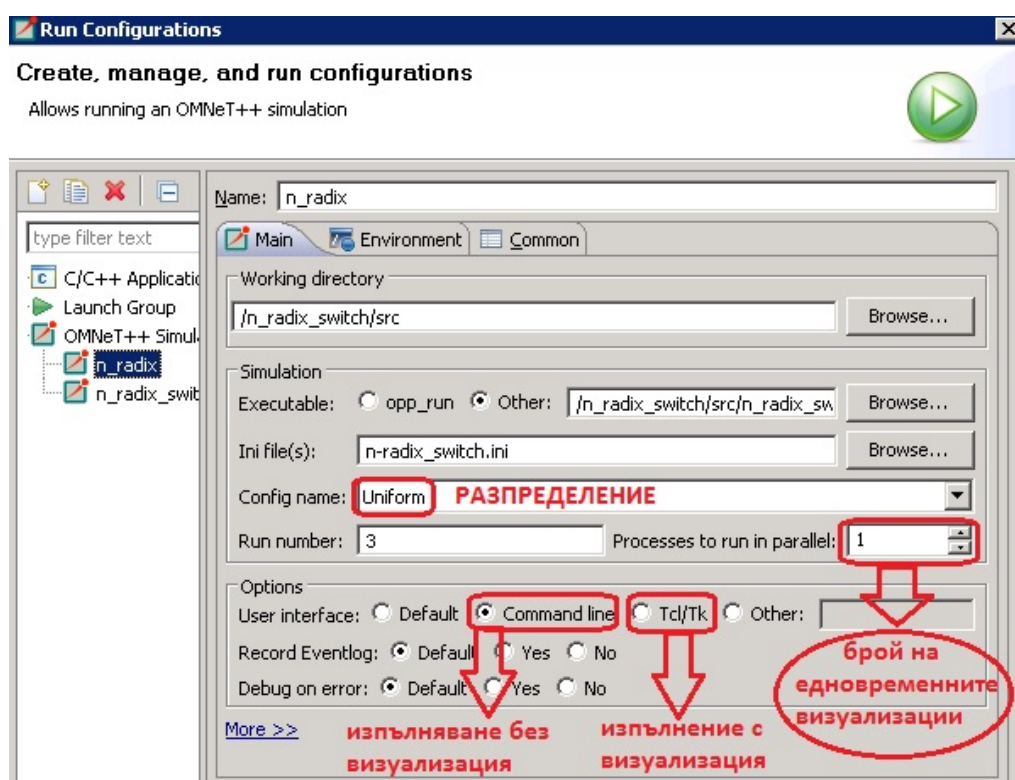 Run Configurations
Create, manage, and run configurations
Allows running an OMNeT++ simulation
Name: n_radix
type filter text
Main Environment Common
C/C++ Applicatio
Working directory
Launch Group
/n_radix_switch/src Browse...
OMNeT++ Simul
n_radix
Simulation
n_radix_swit
Executable: opp_run Other: /n_radix_switch/src/n_radix_sw Browse...
Ini file(s): n-radix_switch.ini Browse...
Config name: Uniform РАЗПРЕДЕЛЕНИЕ
Run number: 3 Processes to run in parallel: 1
Options
User interface: Default Command line Tcl/Tk Other:
Record Eventlog: Default Yes No
Debug on error: Default Yes No
брой на
едновременните
визуализации
More >>
изпълняване без
визуализация
изпълнение с
визуализация